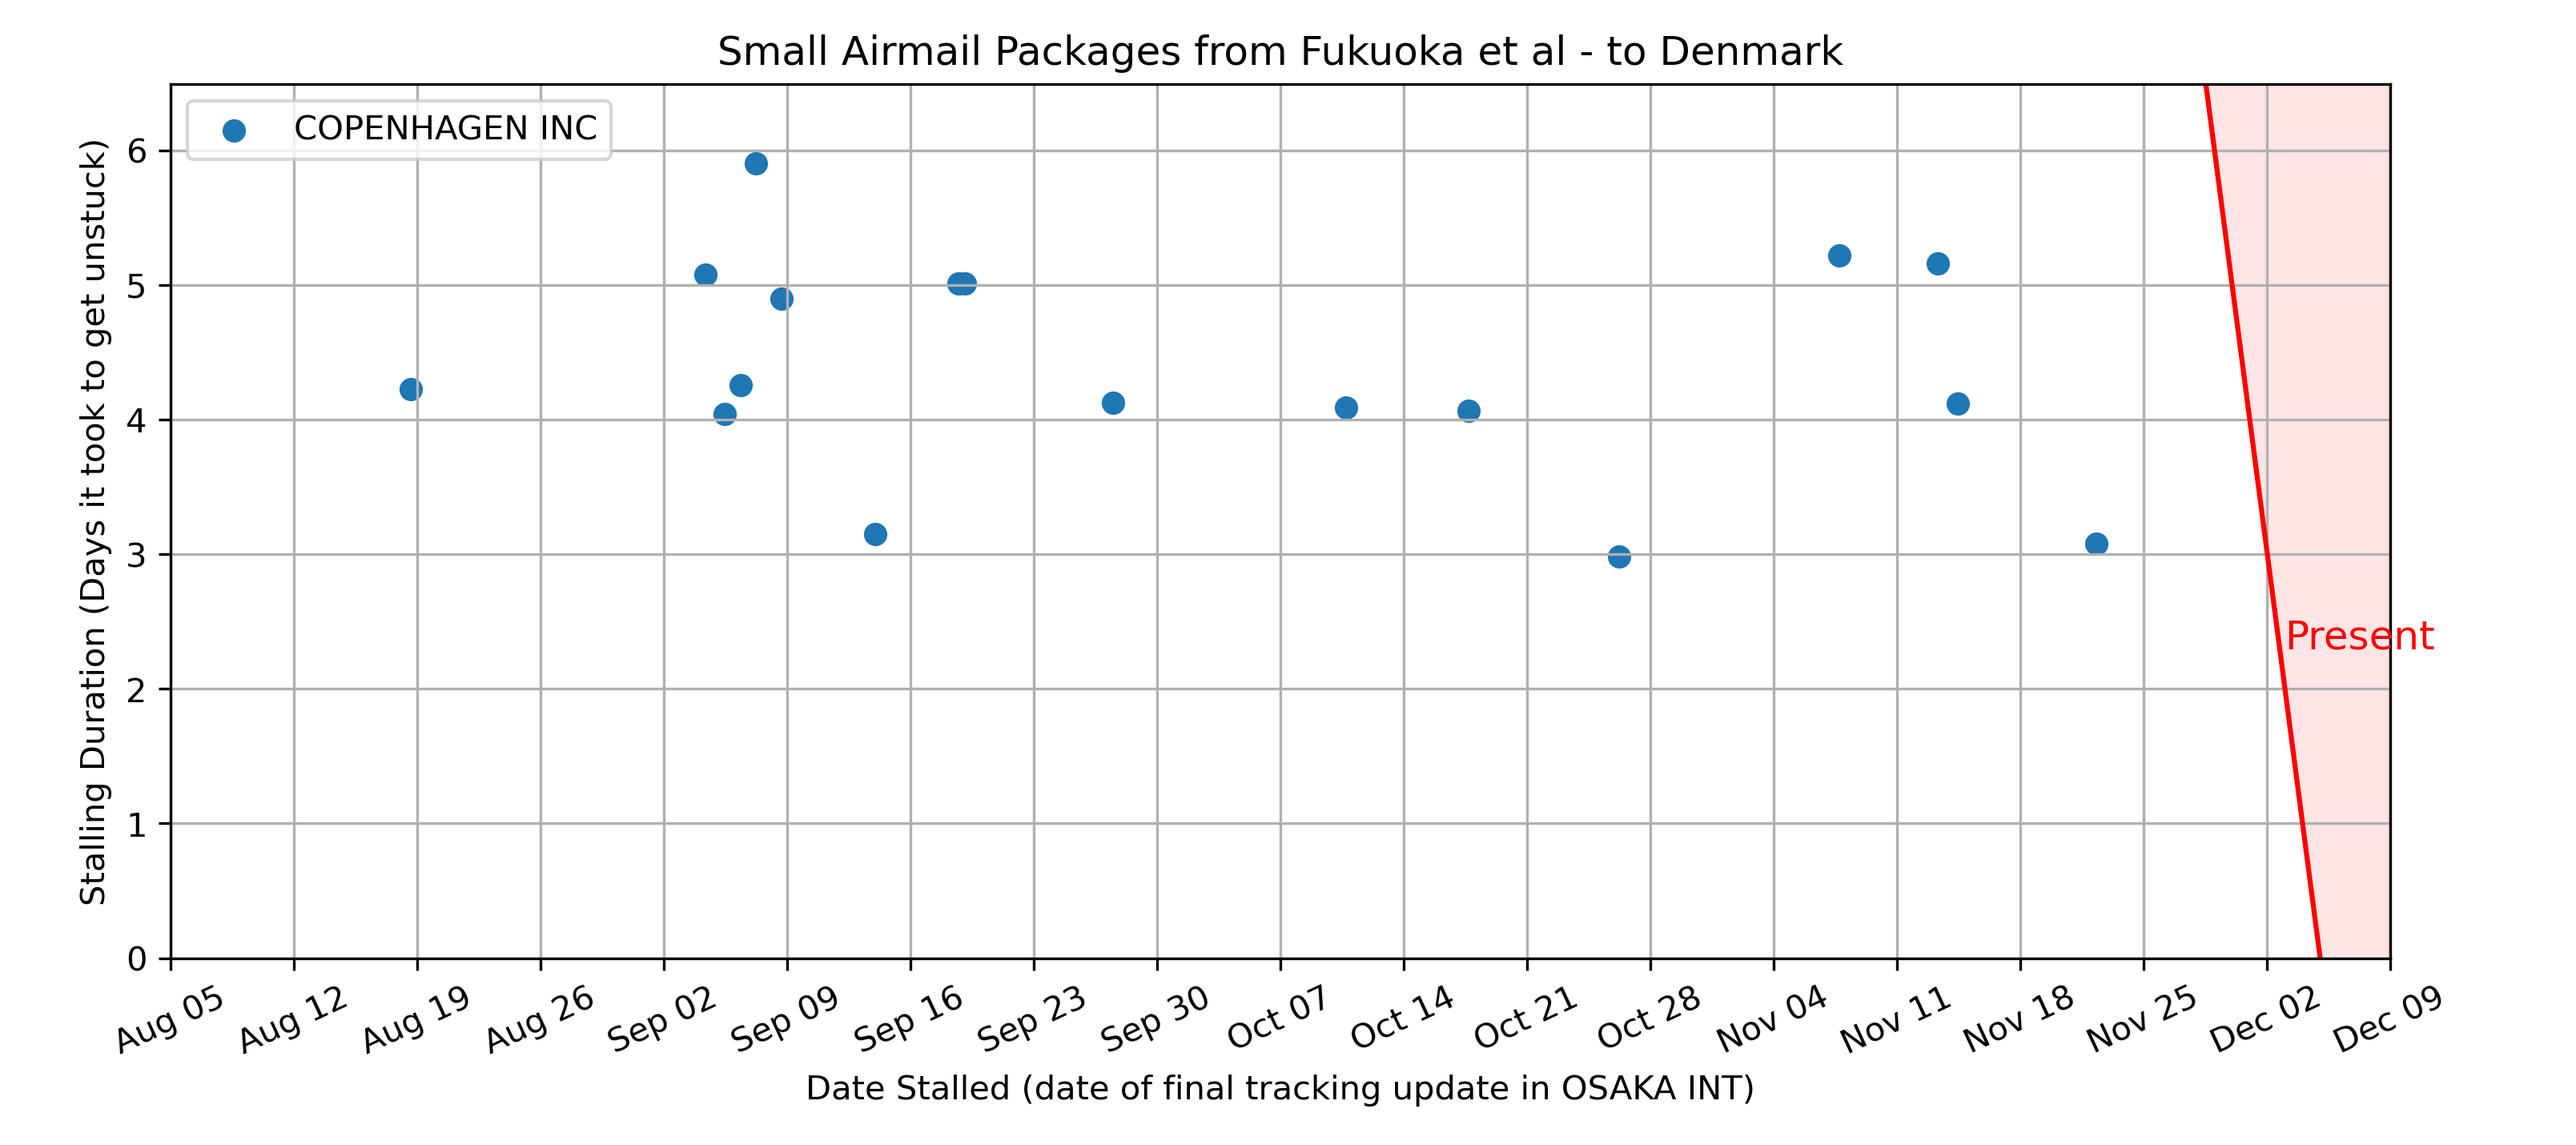 Small Airmail Packages from Fukuoka et al - to Denmark
COPENHAGEN INC
Stalling Duration (Days it took to get unstuck)
6
5
4
3
2
1
0
Present
Aug 05
Aug 12
Aug 19
Aug 26
Sep 02
Sep 09
Sep 16
Sep 23
Sep 30
Oct 07
Oct 14
Oct 21
Oct 28
Nov 04
Nov 11
Nov 18
Nov 25
Dec 02
Dec 09
Date Stalled (date of final tracking update in OSAKA INT)